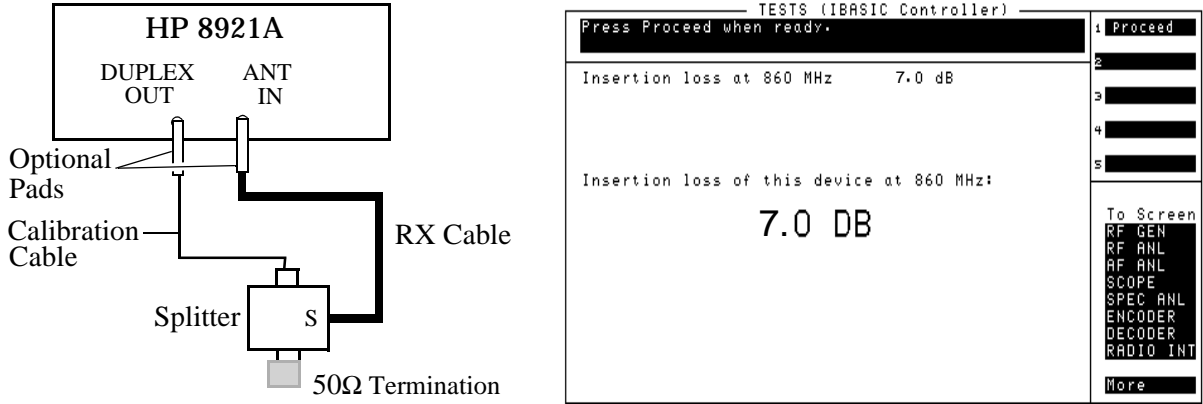 HP 8921A
DUPLEX
OUT
ANT
IN
Optional
Pads
Calibration
Cable
RX Cable
Splitter
S
50Ω Termination
TESTS (IBASIC Controller)
Press Proceed when ready.
Insertion loss at 860 MHz 7.0 dB
Insertion loss of this device at 860 MHz:
7.0 DB
1 Proceed
2
3
4
5
To Screen
RF GEN
RF ANL
AF ANL
SCOPE
SPEC ANL
ENCODER
DECODER
RADIO INT
More